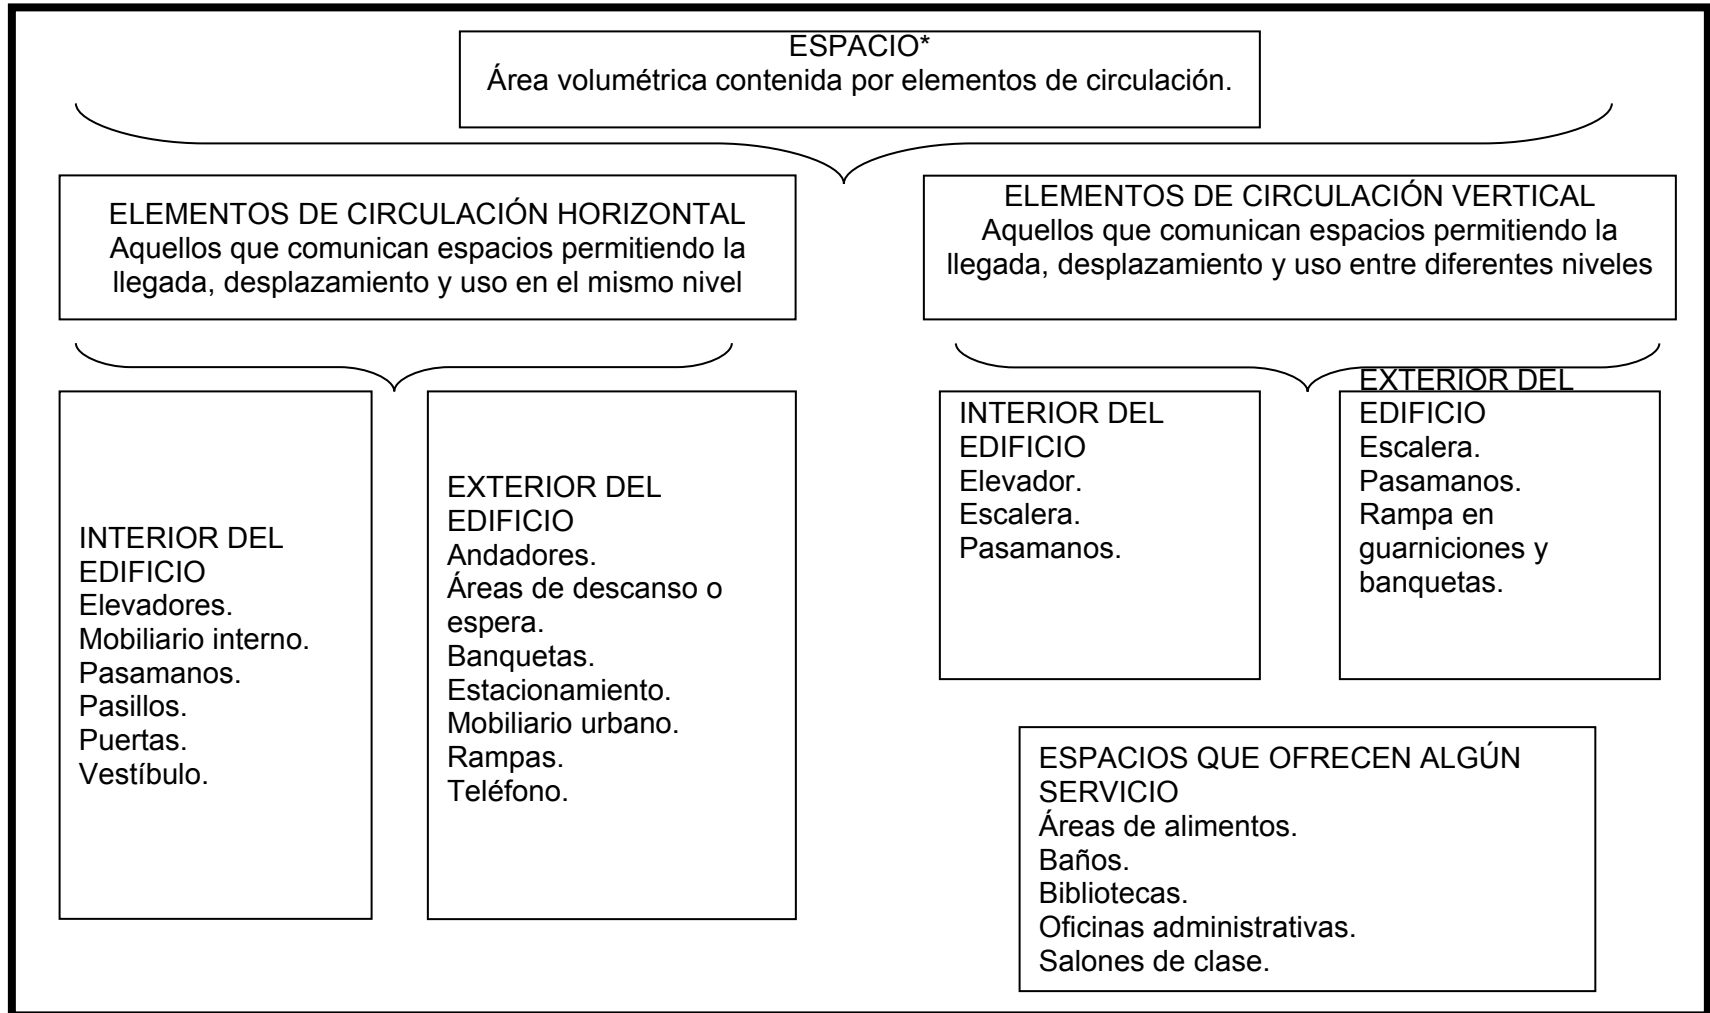 ESPACIO*
Área volumétrica contenida por elementos de circulación.
ELEMENTOS DE CIRCULACIÓN HORIZONTAL
Aquellos que comunican espacios permitiendo la
llegada, desplazamiento y uso en el mismo nivel
ELEMENTOS DE CIRCULACIÓN VERTICAL
Aquellos que comunican espacios permitiendo la
llegada, desplazamiento y uso entre diferentes niveles
INTERIOR DEL
EDIFICIO
Elevadores.
Mobiliario interno.
Pasamanos.
Pasillos.
Puertas.
Vestíbulo.
EXTERIOR DEL
EDIFICIO
Andadores.
Áreas de descanso o
espera.
Banquetas.
Estacionamiento.
Mobiliario urbano.
Rampas.
Teléfono.
INTERIOR DEL
EDIFICIO
Elevador.
Escalera.
Pasamanos.
EXTERIOR DEL
EDIFICIO
Escalera.
Pasamanos.
Rampa en
guarniciones y
banquetas.
ESPACIOS QUE OFRECEN ALGÚN
SERVICIO
Áreas de alimentos.
Baños.
Bibliotecas.
Oficinas administrativas.
Salones de clase.